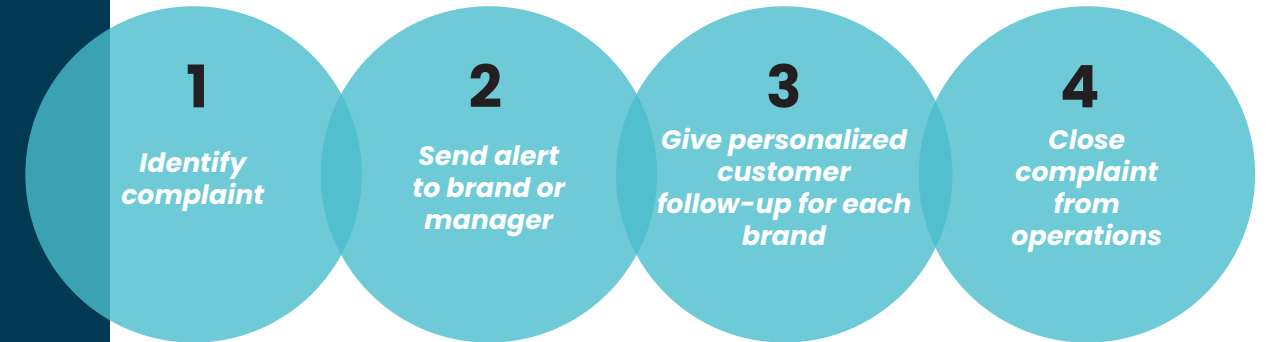 1
Identify
complaint
2
Send alert
to brand or
manager
3
Give personalized
customer
follow-up for each
brand
4
Close
complaint
from
operations